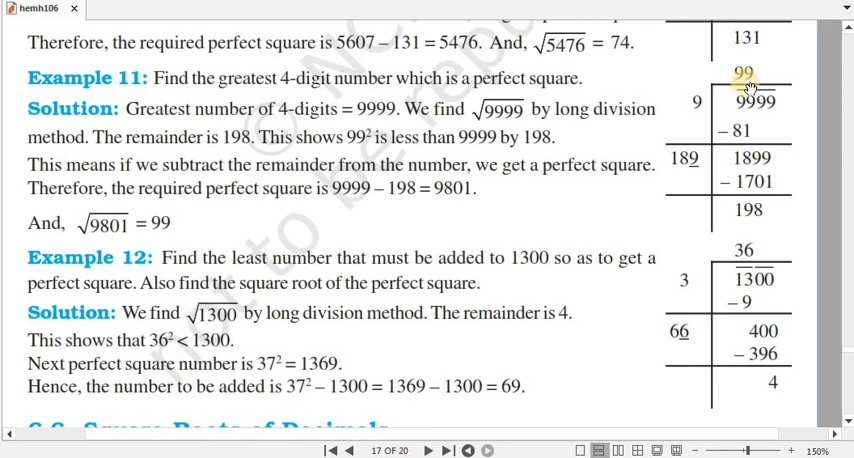 hemh106 ×
Therefore, the required perfect square is 5607 – 131 = 5476. And, √5476 = 74.
131
Example 11: Find the greatest 4-digit number which is a perfect square.
Solution: Greatest number of 4-digits = 9999. We find √9999 by long division
method. The remainder is 198. This shows 99² is less than 9999 by 198.
This means if we subtract the remainder from the number, we get a perfect square.
Therefore, the required perfect square is 9999 – 198 = 9801.
And, √9801 = 99
99
9 9999
– 81
189 1899
– 1701
198
Example 12: Find the least number that must be added to 1300 so as to get a
perfect square. Also find the square root of the perfect square.
Solution: We find √1300 by long division method. The remainder is 4.
This shows that 36² < 1300.
Next perfect square number is 37² = 1369.
Hence, the number to be added is 37² – 1300 = 1369 – 1300 = 69.
36
3 1300
– 9
66 400
– 396
4
17 OF 20
– + 150%